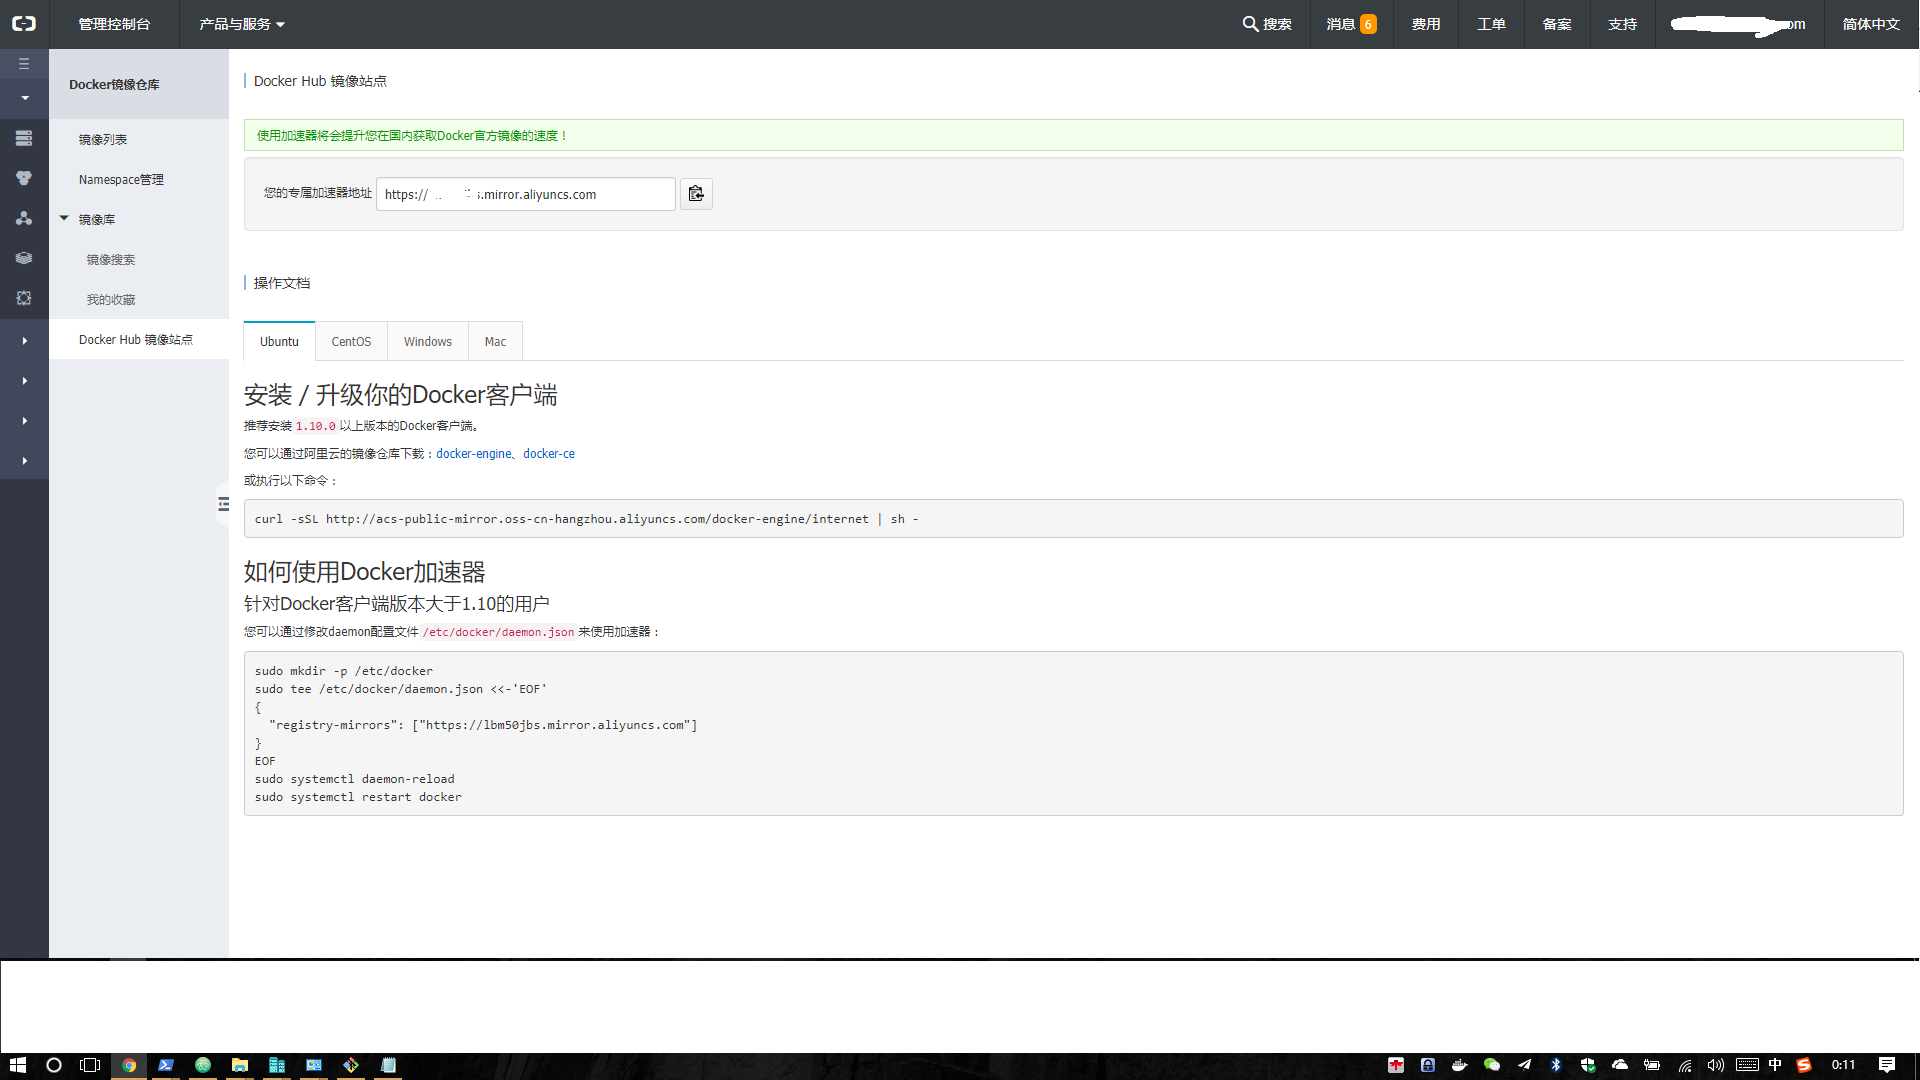 管理控制台
产品与服务
搜索
消息 6
费用
工单
备案
支持
om
简体中文
Docker镜像仓库
镜像列表
Namespace管理
镜像库
镜像搜索
我的收藏
Docker Hub 镜像站点
Docker Hub 镜像站点
使用加速器将会提升您在国内获取Docker官方镜像的速度！
您的专属加速器地址 https:// s.mirror.aliyuncs.com
操作文档
Ubuntu
CentOS
Windows
Mac
安装 / 升级你的Docker客户端
推荐安装 1.10.0 以上版本的Docker客户端。
您可以通过阿里云的镜像仓库下载：docker-engine、docker-ce
或执行以下命令：
curl -sSL http://acs-public-mirror.oss-cn-hangzhou.aliyuncs.com/docker-engine/internet | sh -
如何使用Docker加速器
针对Docker客户端版本大于1.10的用户
您可以通过修改daemon配置文件 /etc/docker/daemon.json 来使用加速器：
sudo mkdir -p /etc/docker
sudo tee /etc/docker/daemon.json <<-'EOF'
{
"registry-mirrors": ["https://lbm50jbs.mirror.aliyuncs.com"]
}
EOF
sudo systemctl daemon-reload
sudo systemctl restart docker
中
0:11